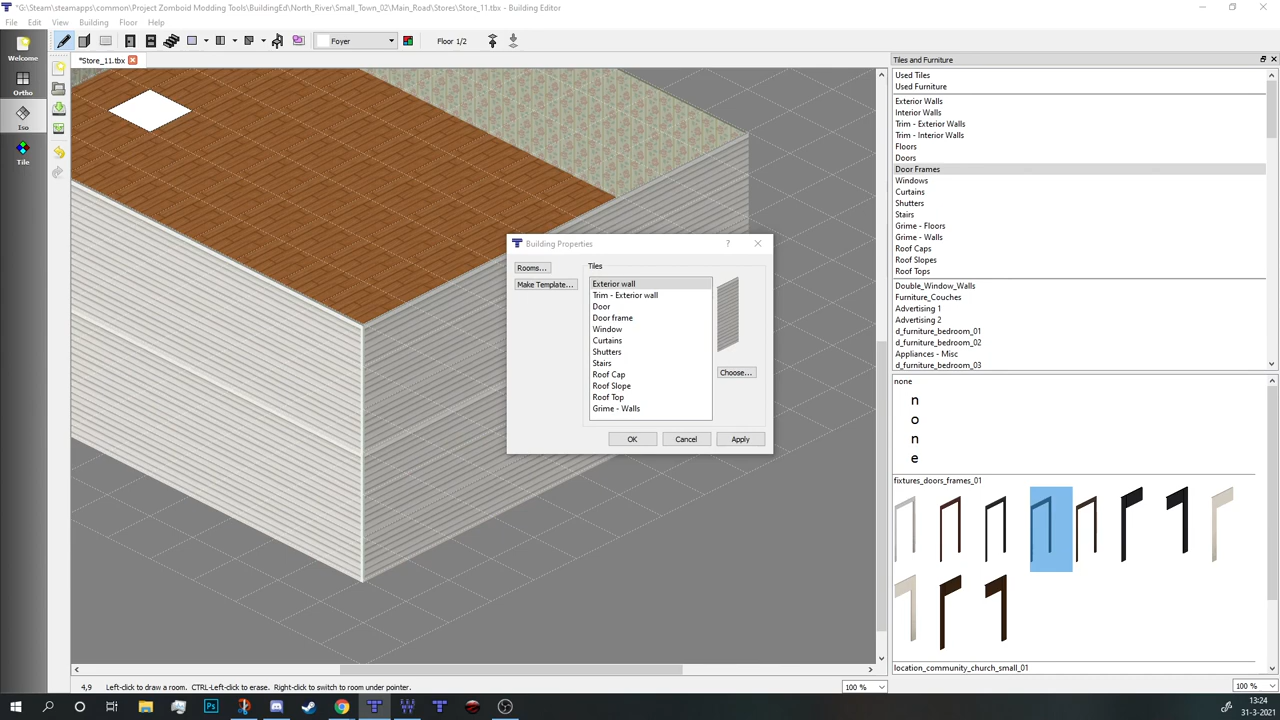 *"G:\Steam\steamapps\common\Project Zomboid Modding Tools\BuildingEd\North_River\Small_Town_02\Main_Road\Stores\Store_11.tbx - Building Editor
File Edit View Building Floor Help
Foyer
Floor 1/2
Welcome
Ortho
Iso
Tile
*Store_11.tbx
Tiles and Furniture
Used Tiles
Used Furniture
Exterior Walls
Interior Walls
Trim - Exterior Walls
Trim - Interior Walls
Floors
Doors
Door Frames
Windows
Curtains
Shutters
Stairs
Grime - Floors
Grime - Walls
Roof Caps
Roof Slopes
Roof Tops
Double_Window_Walls
Furniture_Couches
Advertising 1
Advertising 2
d_furniture_bedroom_01
d_furniture_bedroom_02
Appliances - Misc
d_furniture_bedroom_03
none
n
o
n
e
fixtures_doors_frames_01
location_community_church_small_01
100 %
Building Properties
?
Rooms...
Make Template...
Tiles
Exterior wall
Trim - Exterior wall
Door
Door frame
Window
Curtains
Shutters
Stairs
Roof Cap
Roof Slope
Roof Top
Grime - Walls
Choose...
OK
Cancel
Apply
4,9
Left-click to draw a room. CTRL-Left-click to erase. Right-click to switch to room under pointer.
100 %
Ps
13:24
31-3-2021